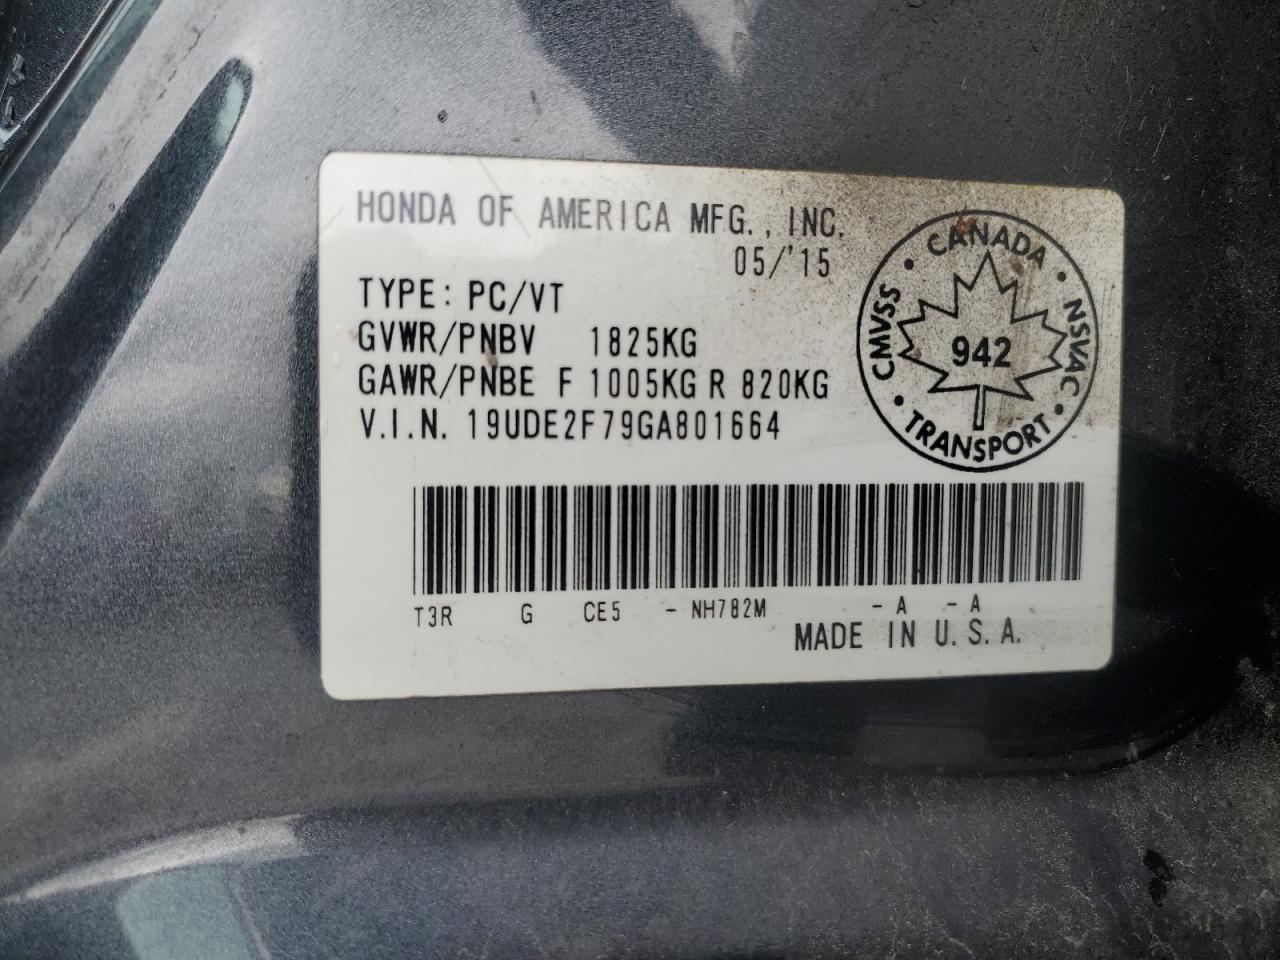 HONDA OF AMERICA MFG., INC.
05/'15
TYPE: PC/VT
GVWR/PNBV 1825KG
GAWR/PNBE F 1005KG R 820KG
V.I.N. 19UDE2F79GA801664
CANADA
CMVSS
NSVAC
942
TRANSPORT
T3R G CE5 - NH782M - A - A
MADE IN U.S.A.